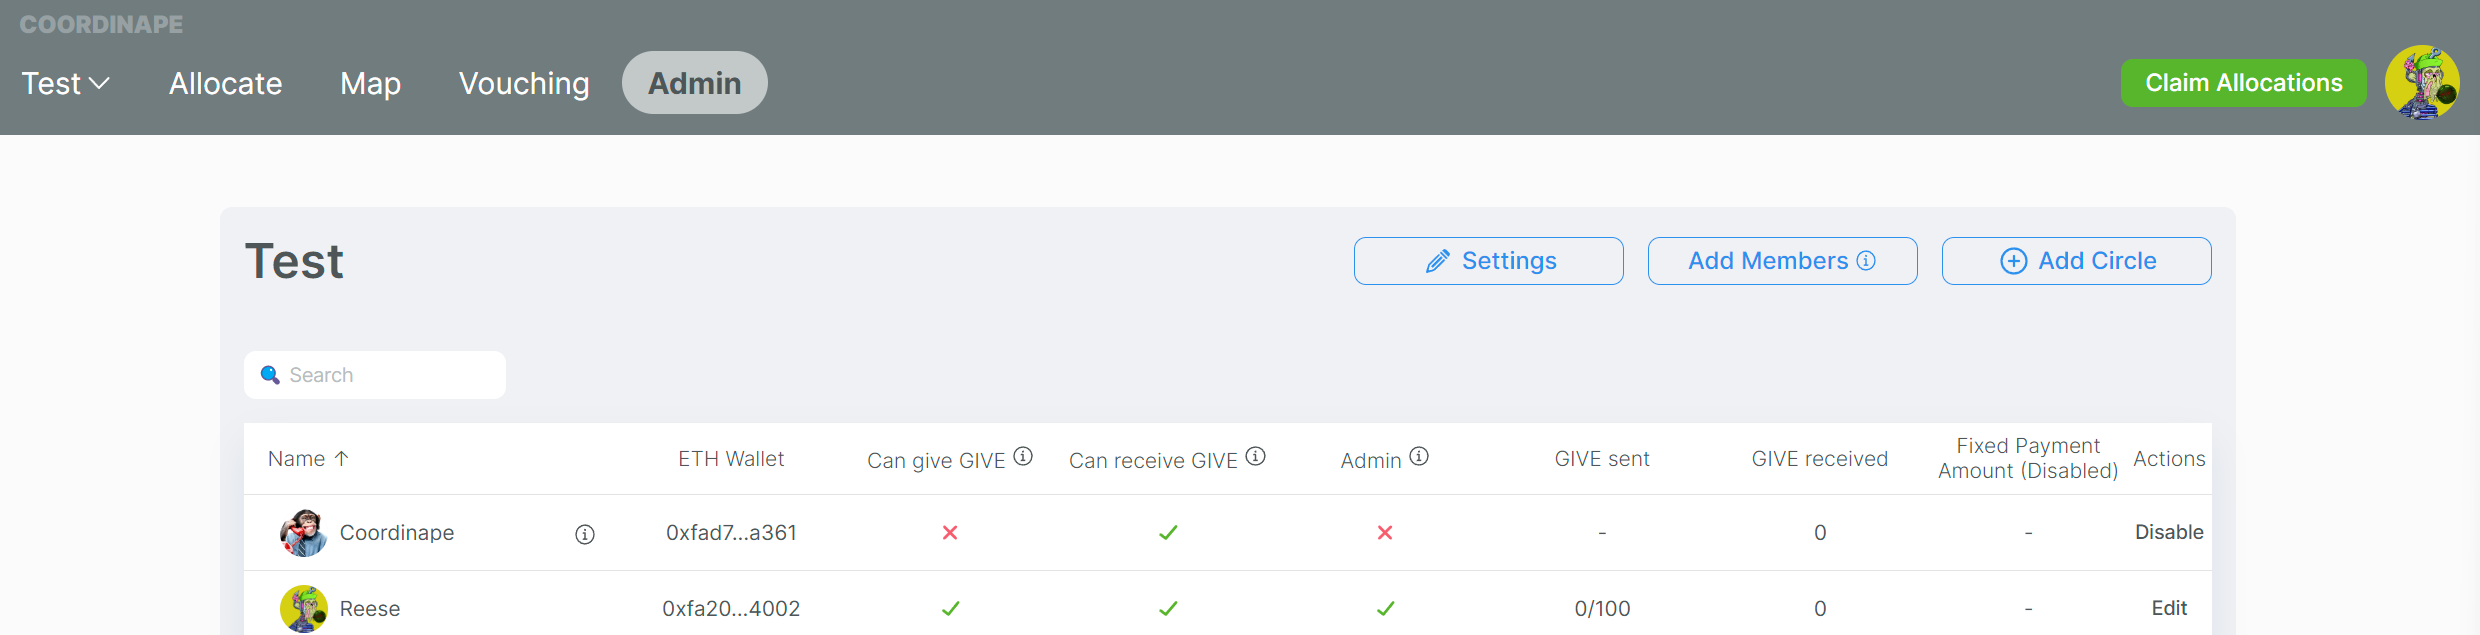 COORDINAPE
Test Allocate Map Vouching Admin Claim Allocations
Test Settings Add Members Add Circle
Search
Name ↑ ETH Wallet Can give GIVE Can receive GIVE Admin GIVE sent GIVE received Fixed Payment Amount (Disabled) Actions
Coordinape 0xfad7...a361 - 0 - Disable
Reese 0xfa20...4002 0/100 0 - Edit